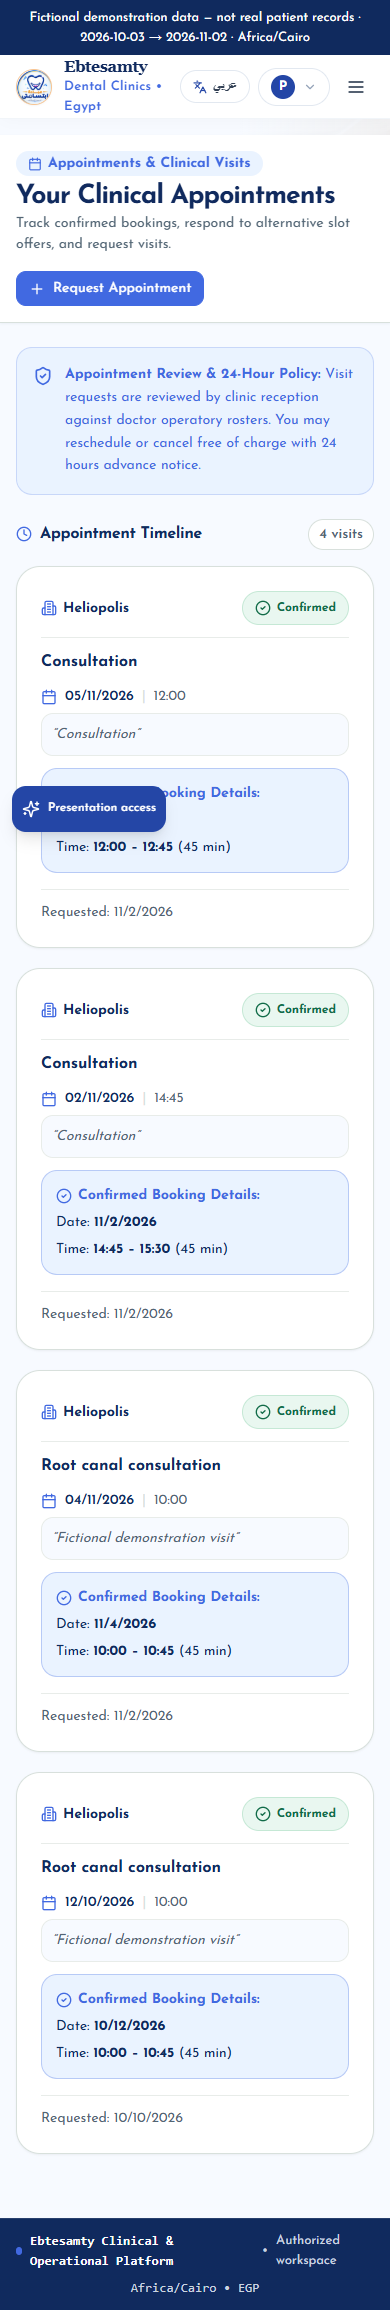 Fictional demonstration data — not real patient records ·
2026-10-03 → 2026-11-02 · Africa/Cairo
Ebtesamty
Dental Clinics •
Egypt
عربي
P
Appointments & Clinical Visits
Your Clinical Appointments
Track confirmed bookings, respond to alternative slot
offers, and request visits.
Request Appointment
Appointment Review & 24-Hour Policy: Visit
requests are reviewed by clinic reception
against doctor operatory rosters. You may
reschedule or cancel free of charge with 24
hours advance notice.
Appointment Timeline
4 visits
Heliopolis
Confirmed
Consultation
05/11/2026 | 12:00
"Consultation"
ooking Details:
Presentation access
Time: 12:00 – 12:45 (45 min)
Requested: 11/2/2026
Heliopolis
Confirmed
Consultation
02/11/2026 | 14:45
"Consultation"
Confirmed Booking Details:
Date: 11/2/2026
Time: 14:45 – 15:30 (45 min)
Requested: 11/2/2026
Heliopolis
Confirmed
Root canal consultation
04/11/2026 | 10:00
"Fictional demonstration visit"
Confirmed Booking Details:
Date: 11/4/2026
Time: 10:00 – 10:45 (45 min)
Requested: 11/2/2026
Heliopolis
Confirmed
Root canal consultation
12/10/2026 | 10:00
"Fictional demonstration visit"
Confirmed Booking Details:
Date: 10/12/2026
Time: 10:00 – 10:45 (45 min)
Requested: 10/10/2026
Ebtesamty Clinical &
Operational Platform
• Authorized
workspace
Africa/Cairo • EGP